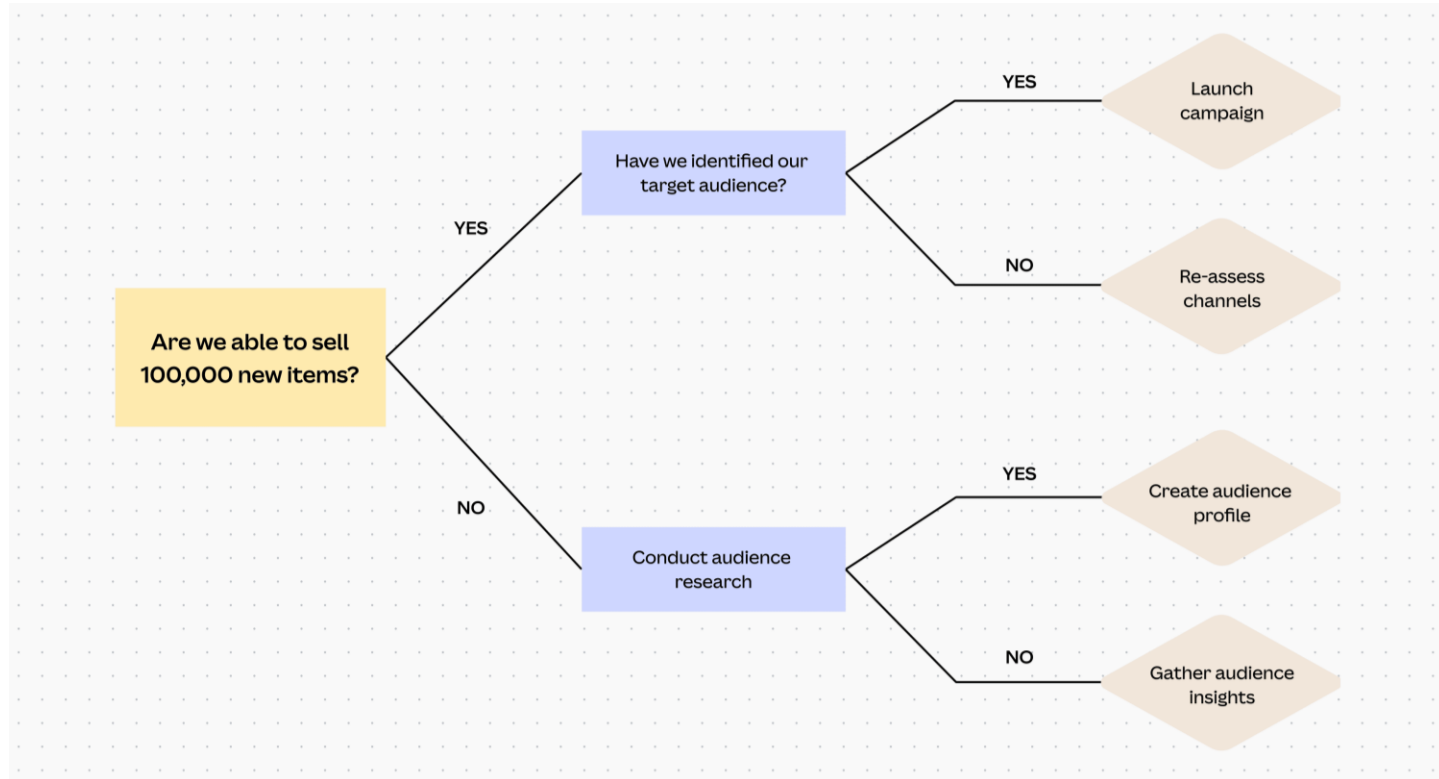 Are we able to sell
100,000 new items?
YES
Have we identified our
target audience?
YES
Launch
campaign
NO
Re-assess
channels
NO
Conduct audience
research
YES
Create audience
profile
NO
Gather audience
insights